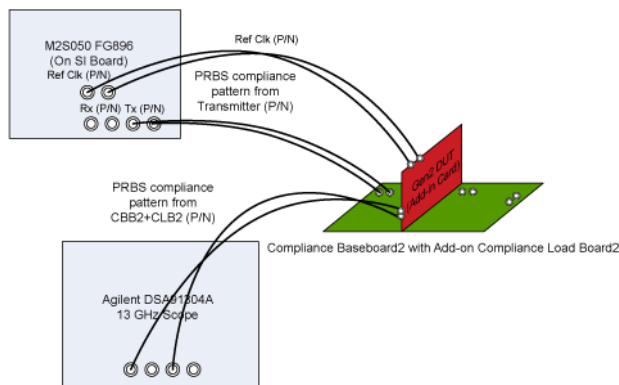 M2S050 FG896
(On SI Board)
Ref Clk (P/N)
Rx (P/N) Tx (P/N)
Ref Clk (P/N)
PRBS compliance
pattern from
Transmitter (P/N)
Gen2 DUT
(Add-in Card)
PRBS compliance
pattern from
CBB2+CLB2 (P/N)
Compliance Baseboard2 with Add-on Compliance Load Board2
Agilent DSA91304A
13 GHz Scope